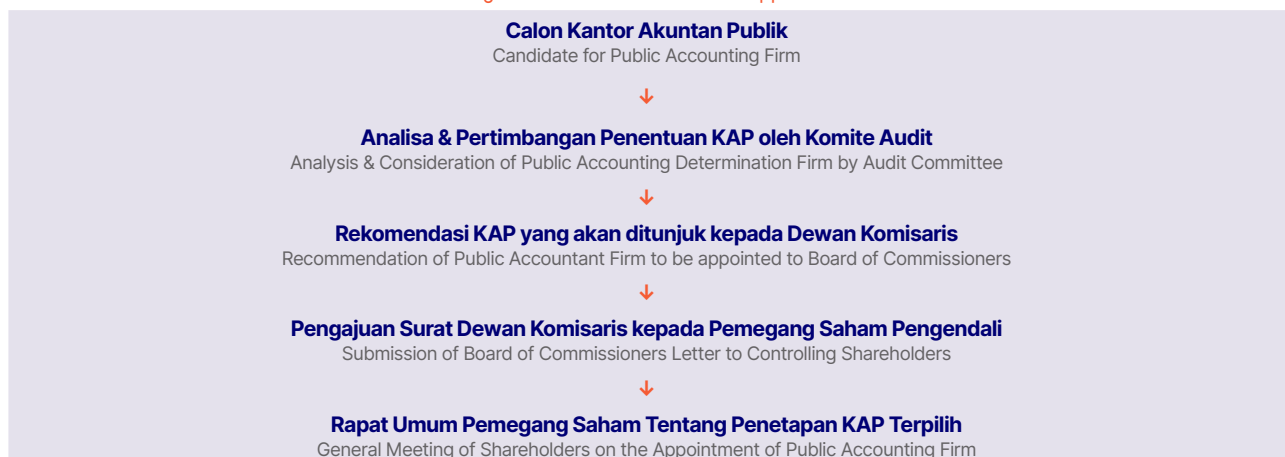 Calon Kantor Akuntan Publik
Candidate for Public Accounting Firm
↓
Analisa & Pertimbangan Penentuan KAP oleh Komite Audit
Analysis & Consideration of Public Accounting Determination Firm by Audit Committee
↓
Rekomendasi KAP yang akan ditunjuk kepada Dewan Komisaris
Recommendation of Public Accountant Firm to be appointed to Board of Commissioners
↓
Pengajuan Surat Dewan Komisaris kepada Pemegang Saham Pengendali
Submission of Board of Commissioners Letter to Controlling Shareholders
↓
Rapat Umum Pemegang Saham Tentang Penetapan KAP Terpilih
General Meeting of Shareholders on the Appointment of Public Accounting Firm